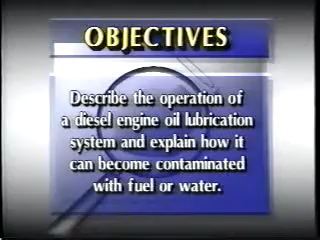 OBJECTIVES
Describe the operation of
a diesel engine oil lubrication
system and explain how it
can become contaminated
with fuel or water.